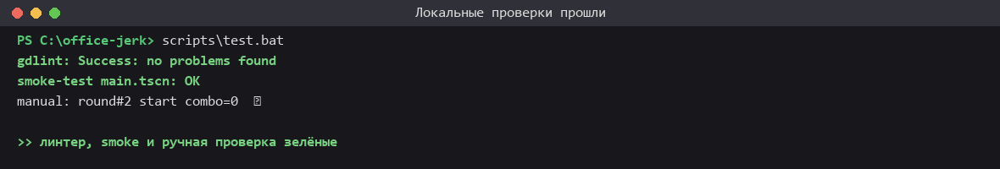 Локальные проверки прошли
PS C:\office-jerk> scripts\test.bat
gdlint: Success: no problems found
smoke-test main.tscn: OK
manual: round#2 start combo=0
>> линтер, smoke и ручная проверка зелёные